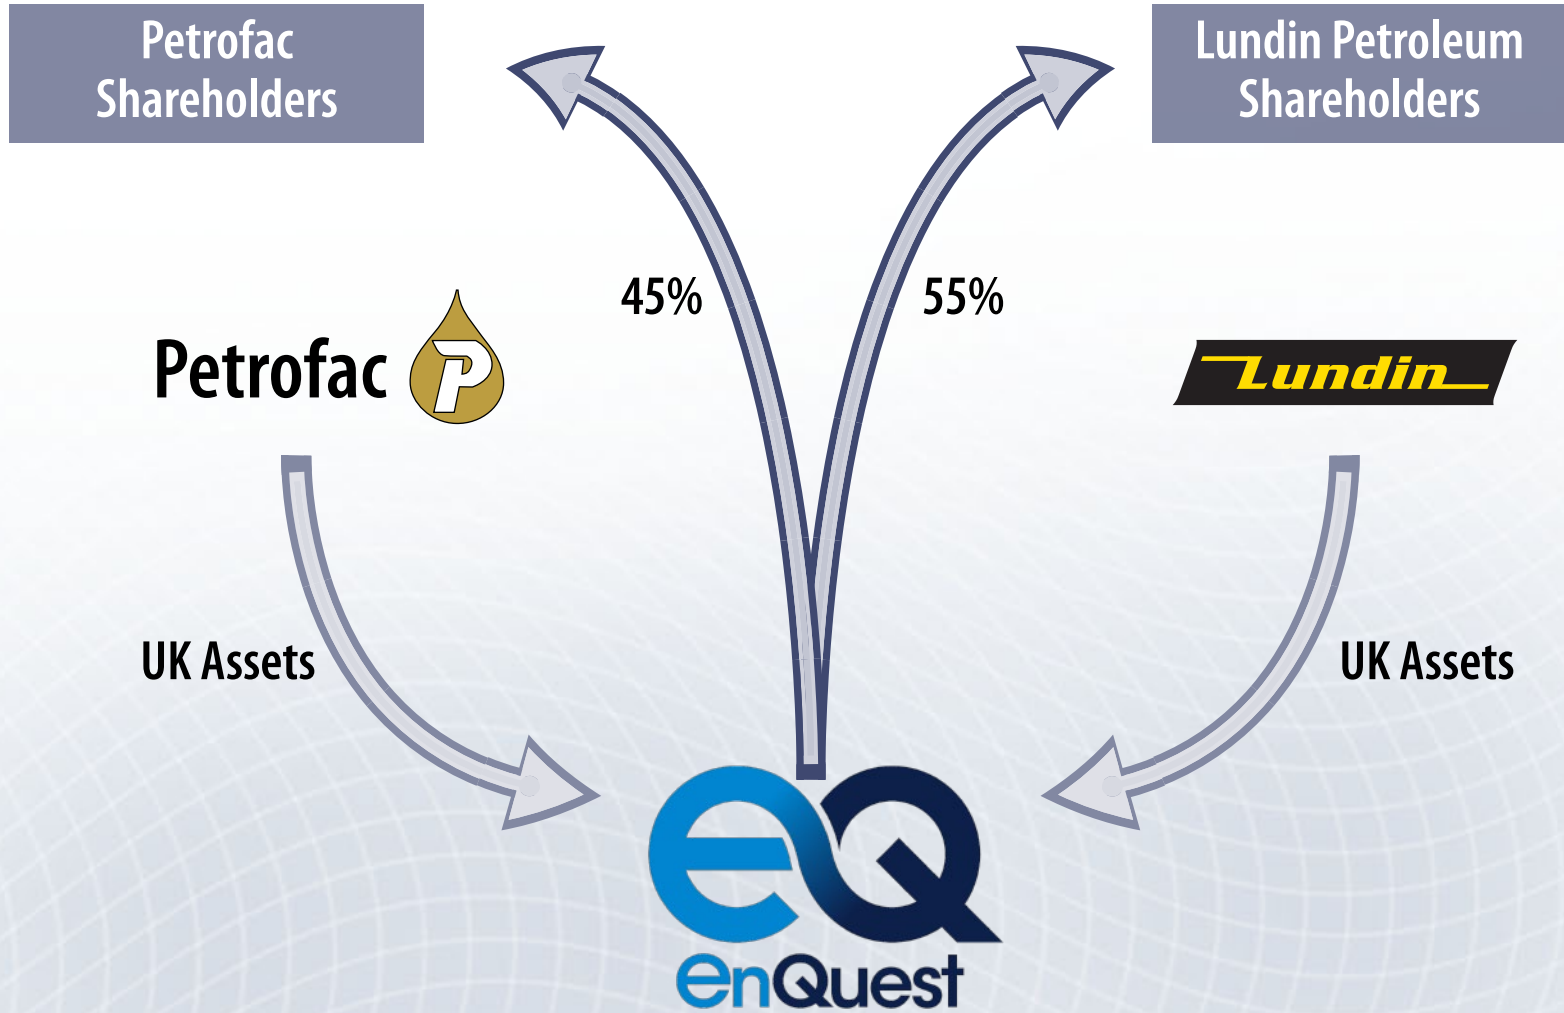 Petrofac
Shareholders
Lundin Petroleum
Shareholders
45%
55%
Petrofac P
Lundin
UK Assets
UK Assets
eQ
enQuest